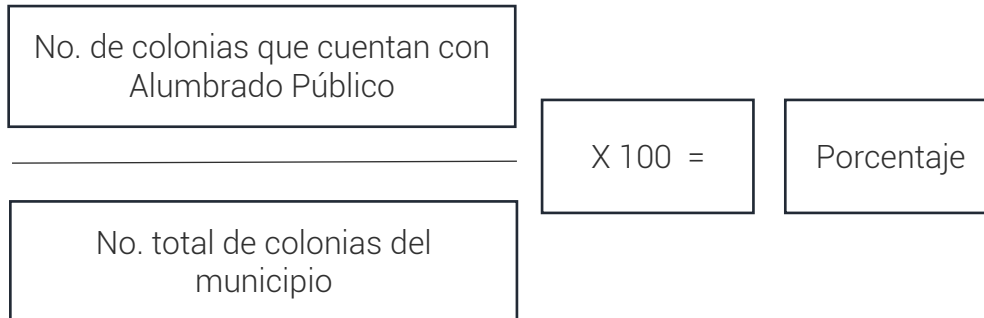 No. de colonias que cuentan con
Alumbrado Público
X 100 =
Porcentaje
No. total de colonias del
municipio